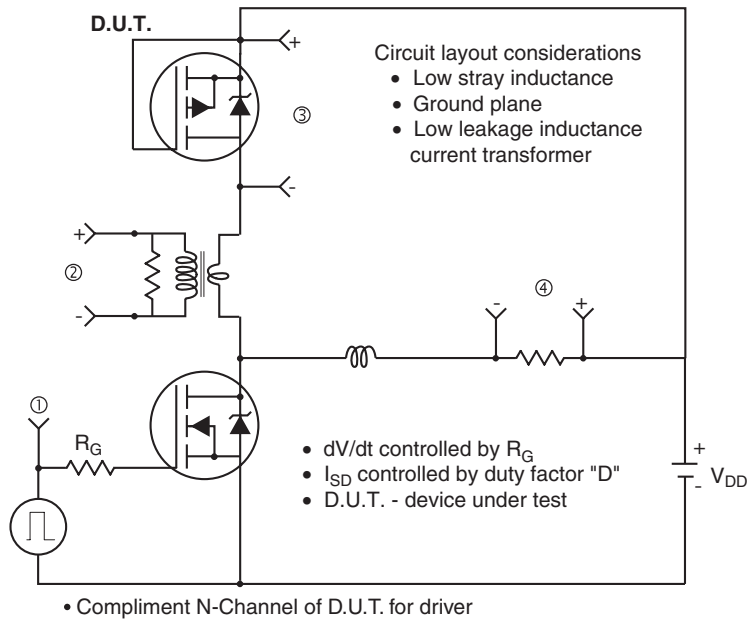 D.U.T.
+
Circuit layout considerations
• Low stray inductance
• Ground plane
• Low leakage inductance
current transformer
③
-
+
②
-
④
-
+
①
R_G
• dV/dt controlled by R_G
• I_SD controlled by duty factor "D"
• D.U.T. - device under test
+
V_DD
-
• Compliment N-Channel of D.U.T. for driver